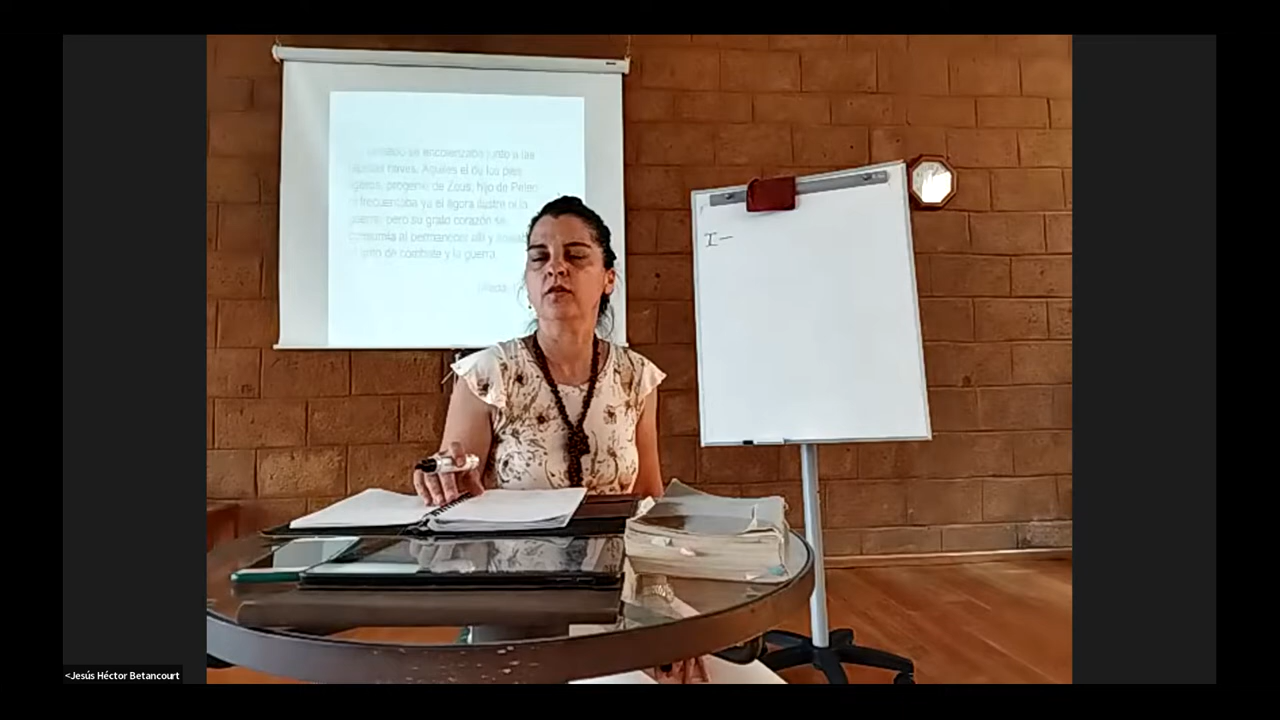 se encolerizaba junto a las
naves. Aquiles el de los pies
ligeros, progenie de Zeus, hijo de Peleo
frecuentaba ya el ágora ilustre ni la
guerra; pero su grato corazón se
consumía al permanecer allí y
de combate y la guerra.
I-
<Jesús Héctor Betancourt